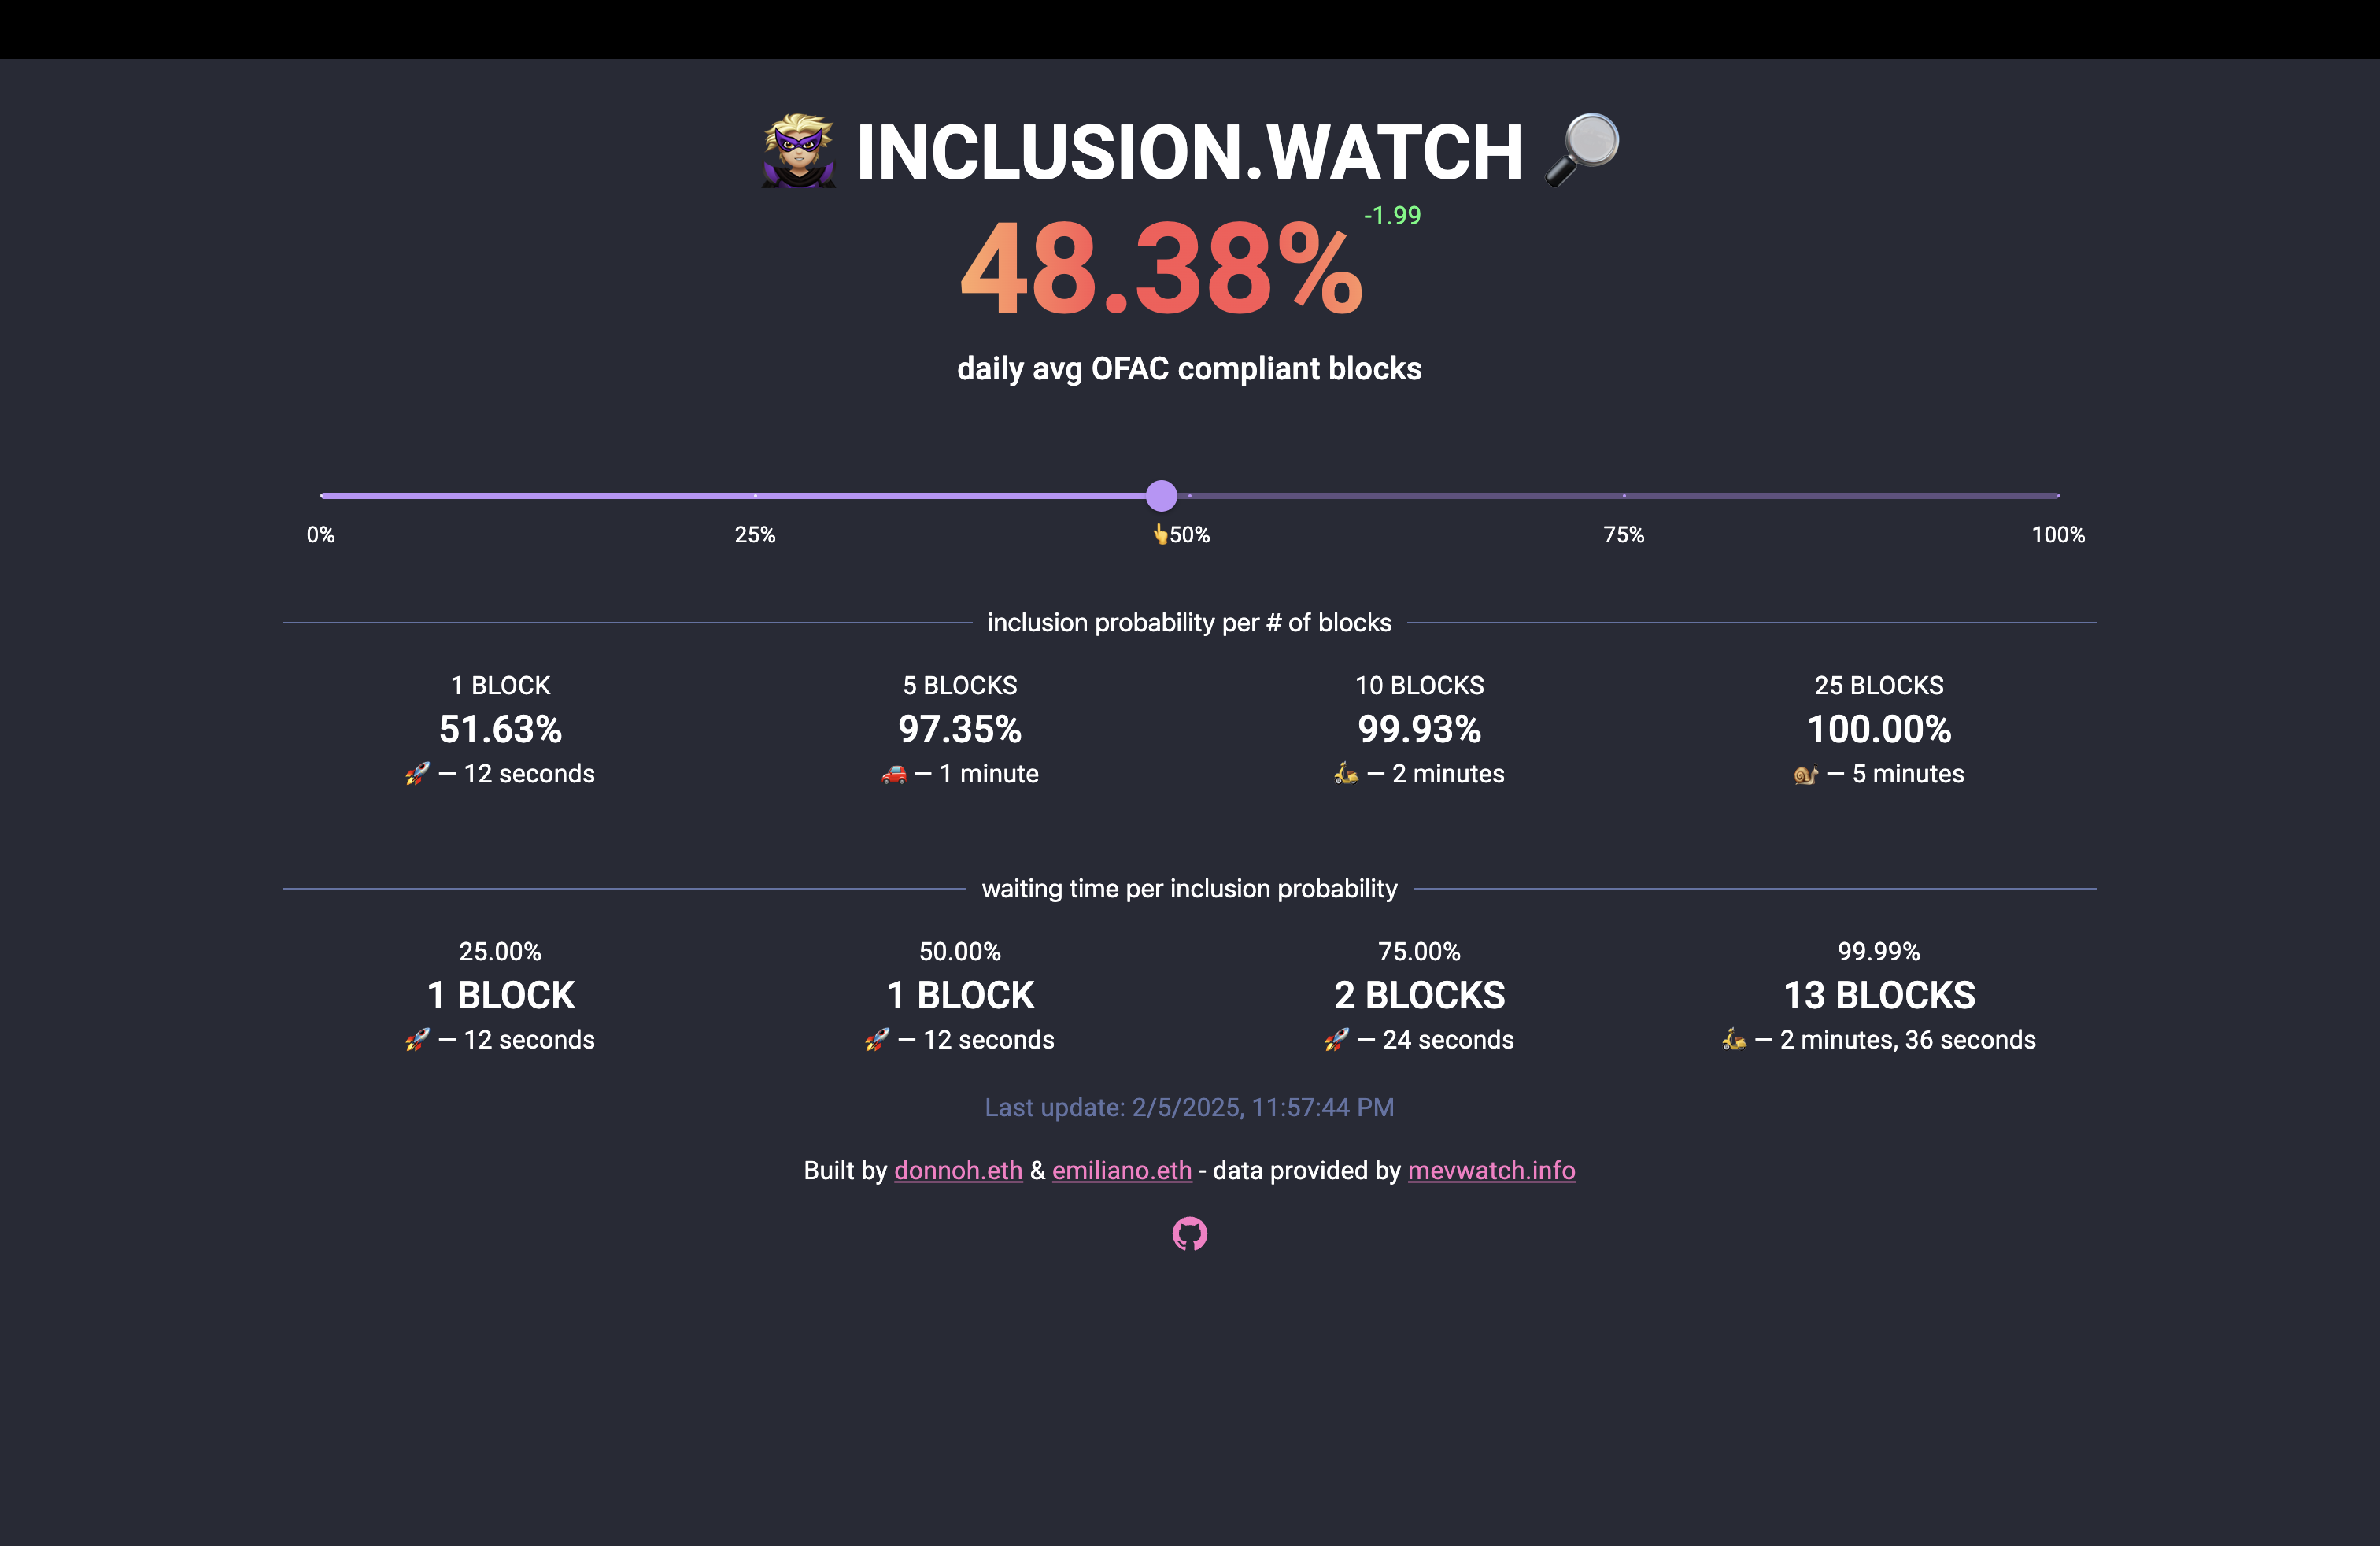 INCLUSION.WATCH
48.38% -1.99
daily avg OFAC compliant blocks
0% 25% 50% 75% 100%
inclusion probability per # of blocks
1 BLOCK 5 BLOCKS 10 BLOCKS 25 BLOCKS
51.63% 97.35% 99.93% 100.00%
— 12 seconds — 1 minute — 2 minutes — 5 minutes
waiting time per inclusion probability
25.00% 50.00% 75.00% 99.99%
1 BLOCK 1 BLOCK 2 BLOCKS 13 BLOCKS
— 12 seconds — 12 seconds — 24 seconds — 2 minutes, 36 seconds
Last update: 2/5/2025, 11:57:44 PM
Built by donnoh.eth & emiliano.eth - data provided by mevwatch.info